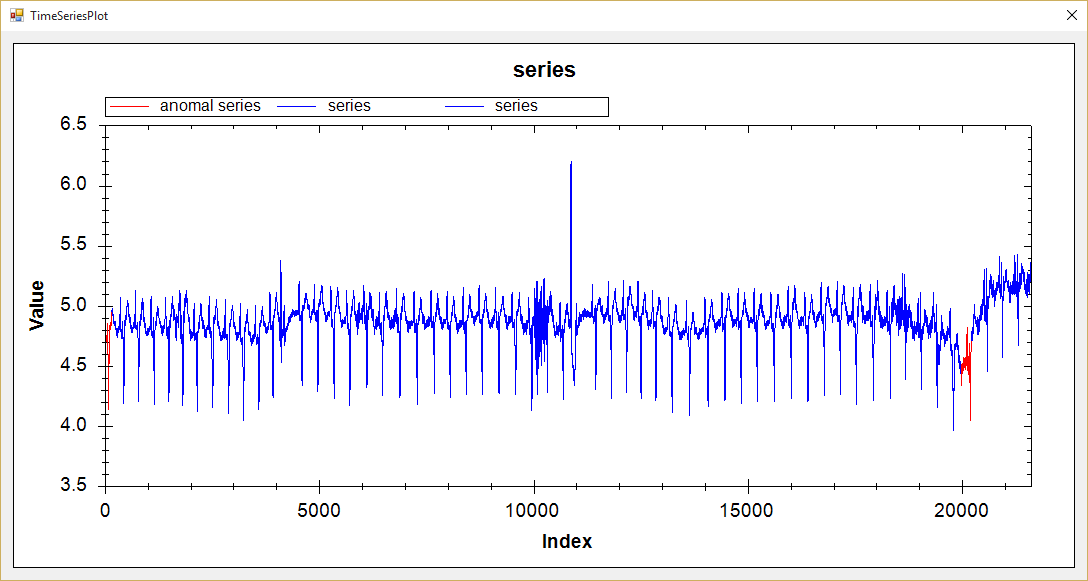 TimeSeriesPlot
series
anomal series series series
6.5
6.0
5.5
5.0
4.5
4.0
3.5
Value
0 5000 10000 15000 20000
Index